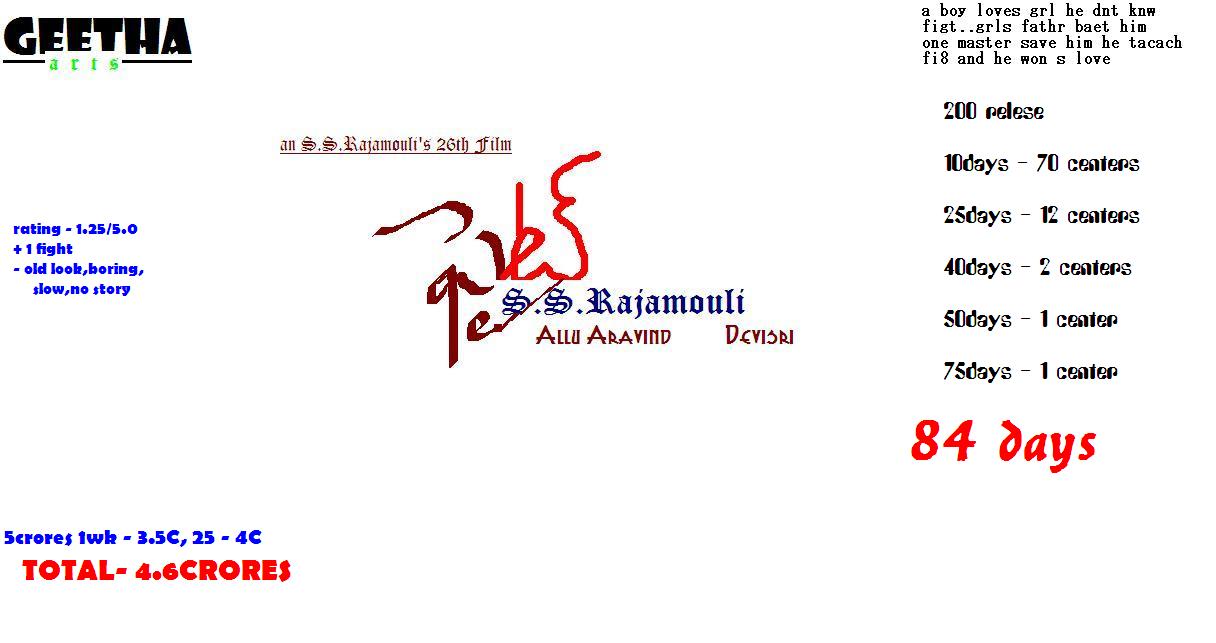 GEETHA
arts
a boy loves grl he dnt knw
figt..grls fathr baet him
one master save him he tacach
fi8 and he won s love
an S.S.Rajamouli's 26th Film
rating - 1.25/5.0
+ 1 fight
- old look,boring,
slow,no story
S.S.Rajamouli
Allu Aravind Devisri
200 relese
10days - 70 centers
25days - 12 centers
40days - 2 centers
50days - 1 center
75days - 1 center
84 days
5crores 1wk - 3.5C, 25 - 4C
TOTAL- 4.6CRORES